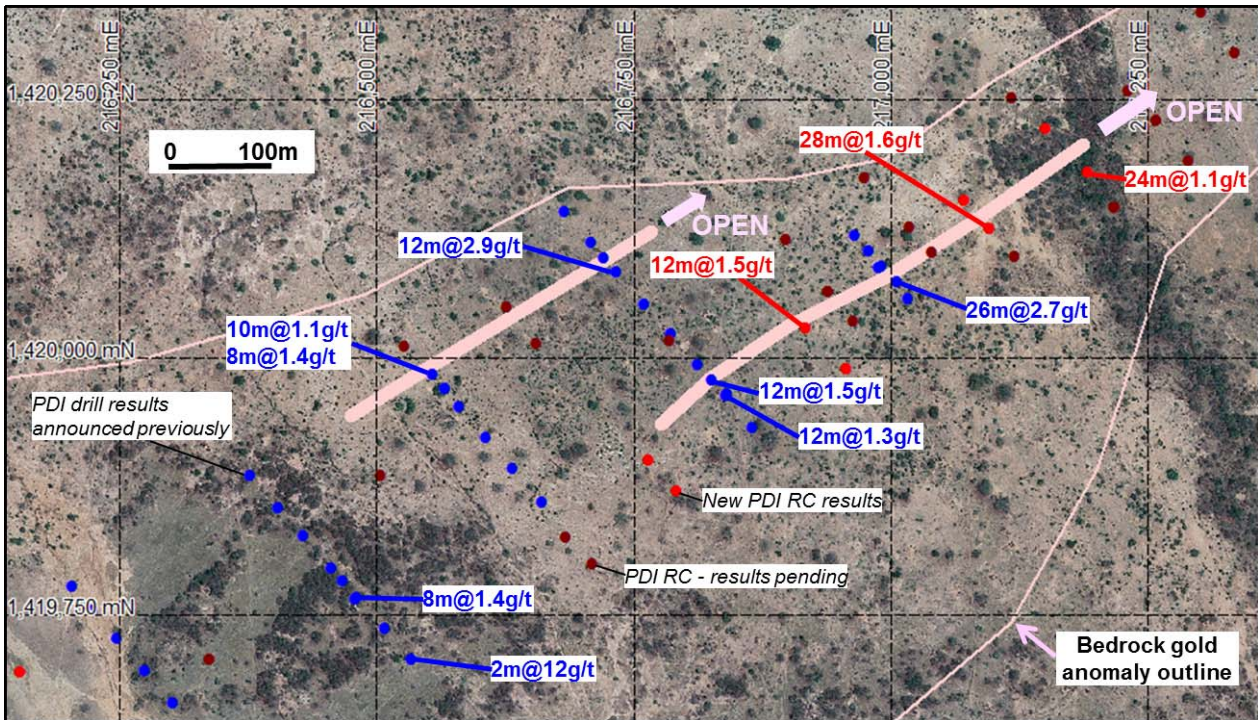 216,250 mE
216,500 mE
216,750 mE
217,000 mE
250 mE
1,420,250 mN
0 100m
28m@1.6g/t
OPEN
24m@1.1g/t
OPEN
12m@2.9g/t
12m@1.5g/t
26m@2.7g/t
10m@1.1g/t
8m@1.4g/t
1,420,000 mN
12m@1.5g/t
PDI drill results
announced previously
12m@1.3g/t
New PDI RC results
PDI RC - results pending
8m@1.4g/t
1,419,750 mN
2m@12g/t
Bedrock gold
anomaly outline